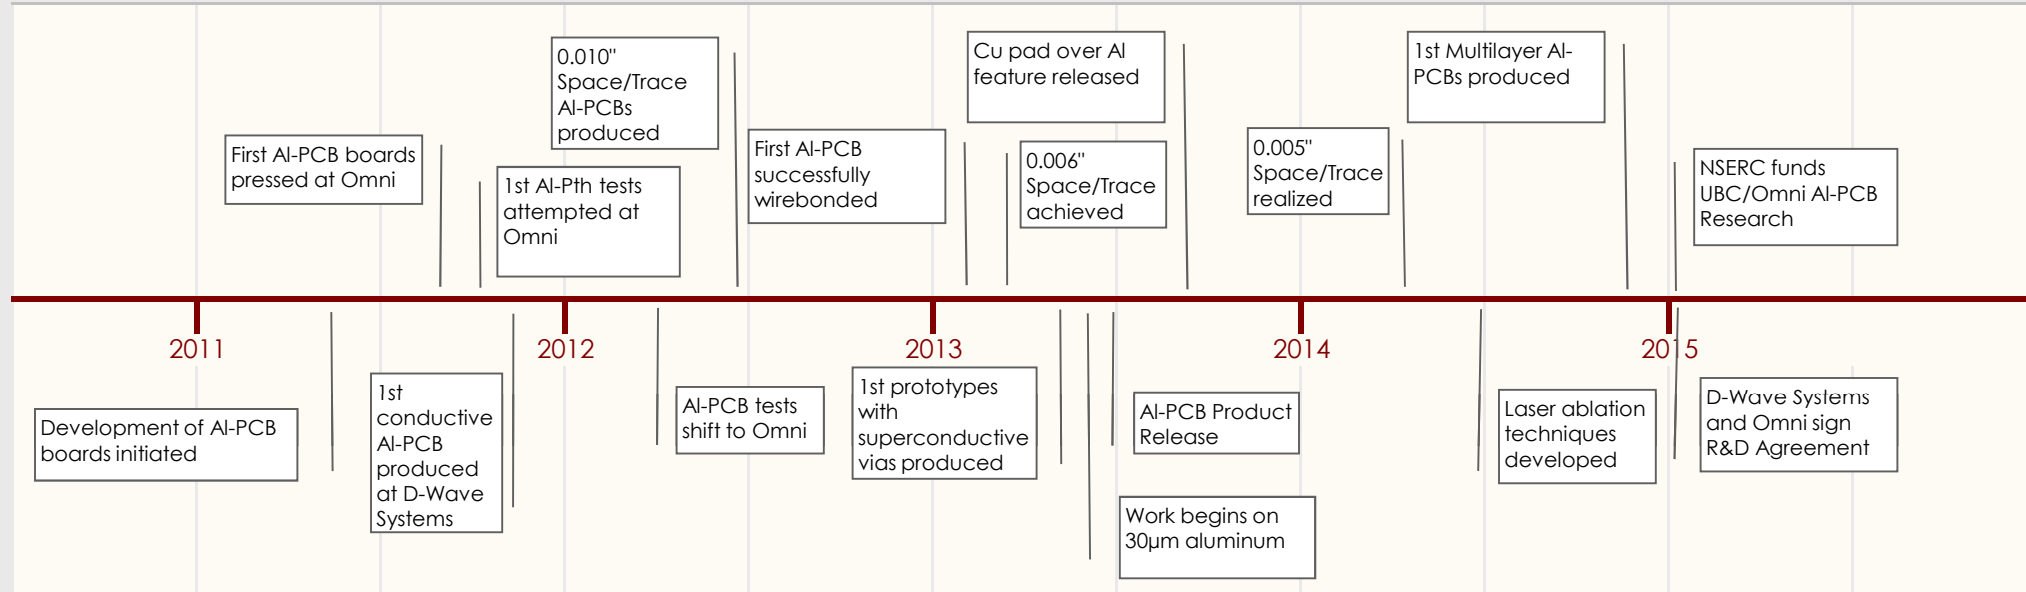 0.010"
Space/Trace
Al-PCBs
produced
Cu pad over Al
feature released
1st Multilayer Al-
PCBs produced
First Al-PCB boards
pressed at Omni
1st Al-Pth tests
attempted at
Omni
First Al-PCB
successfully
wirebonded
0.006"
Space/Trace
achieved
0.005"
Space/Trace
realized
NSERC funds
UBC/Omni Al-PCB
Research
2011
2012
2013
2014
2015
Development of Al-PCB
boards initiated
1st
conductive
Al-PCB
produced
at D-Wave
Systems
Al-PCB tests
shift to Omni
1st prototypes
with
superconductive
vias produced
Al-PCB Product
Release
Work begins on
30µm aluminum
Laser ablation
techniques
developed
D-Wave Systems
and Omni sign
R&D Agreement